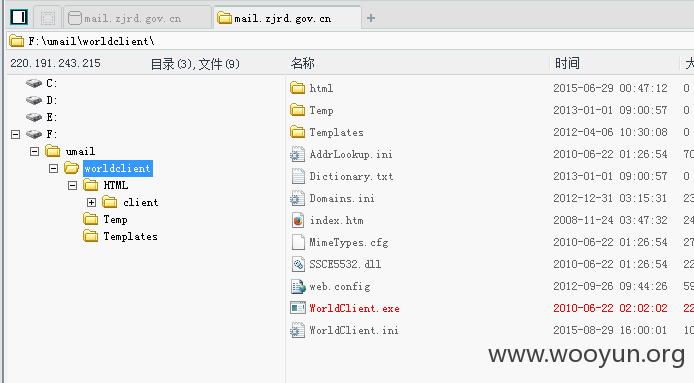 mail.zjrd.gov.cn mail.zjrd.gov.cn +
F:\umail\worldclient\
220.191.243.215 目录(3),文件(9) 名称 时间 大
C:
D:
E:
F:
umail
worldclient
HTML
client
Temp
Templates
html 2015-06-29 00:47:12 0
Temp 2013-01-01 09:00:57 0
Templates 2012-04-06 10:30:08 0
AddrLookup.ini 2010-06-22 01:26:54 70
Dictionary.txt 2013-01-01 09:00:57 0
Domains.ini 2012-12-31 03:15:31 23
index.htm 2008-11-24 03:47:32 24
MimeTypes.cfg 2010-06-22 01:26:54 27
SSCE5532.dll 2010-06-22 01:26:54 22
web.config 2012-09-26 09:44:26 59
WorldClient.exe 2010-06-22 02:02:02 22
WorldClient.ini 2015-08-29 16:00:01 10
www.wooyun.org